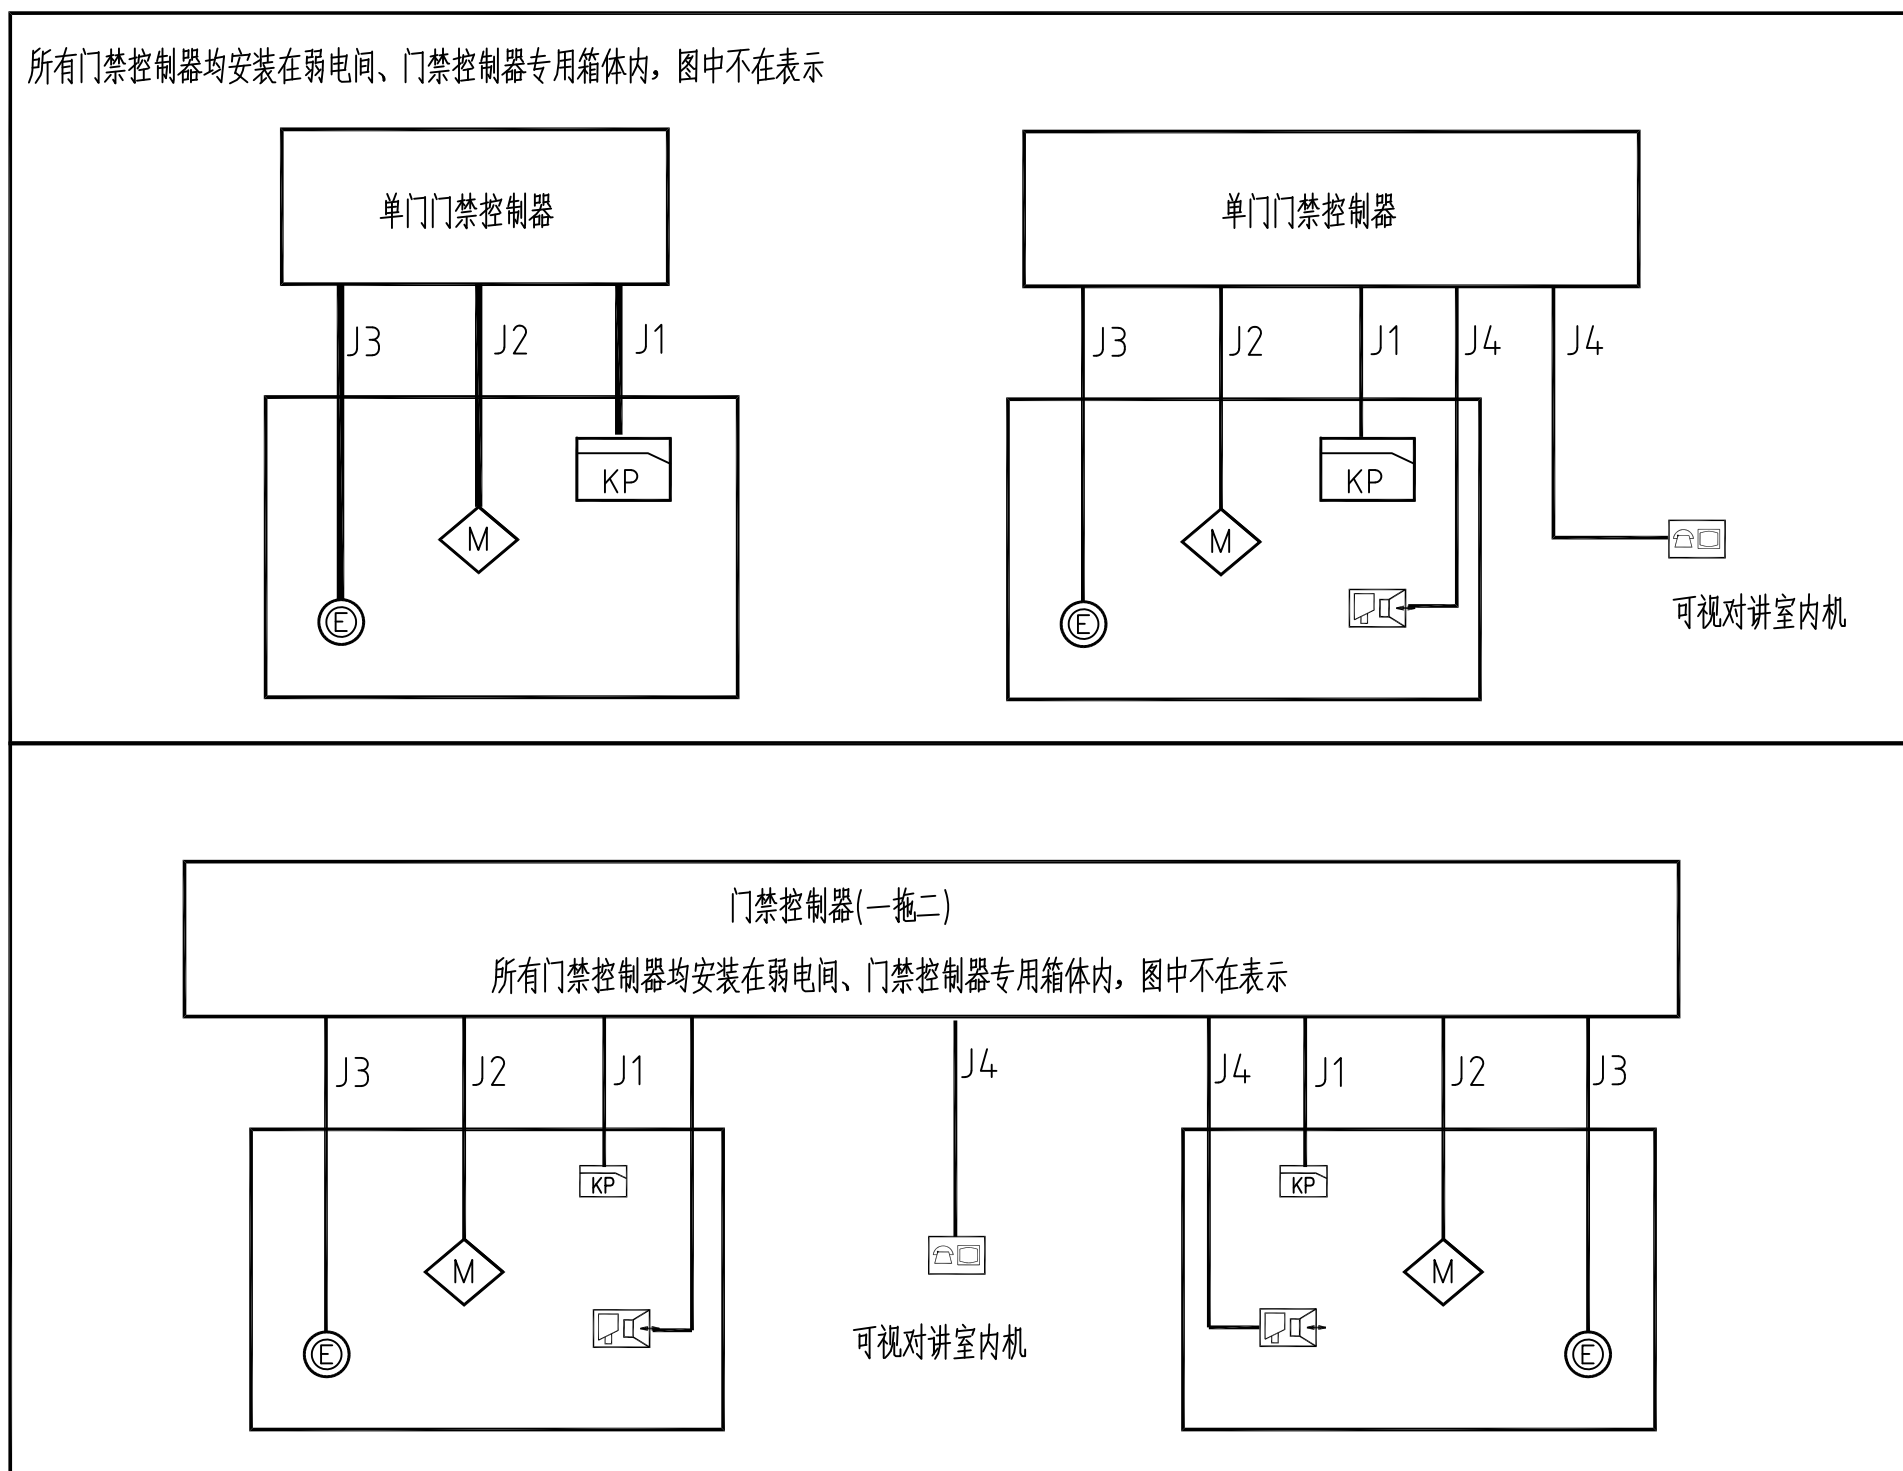 所有门禁控制器均安装在弱电间、门禁控制器专用箱体内，图中不在表示
单门门禁控制器
单门门禁控制器
J3
J2
J1
J3
J2
J1
J4
J4
KP
KP
M
M
E
E
可视对讲室内机
门禁控制器(一拖二)
所有门禁控制器均安装在弱电间、门禁控制器专用箱体内，图中不在表示
J3
J2
J1
J4
J4
J1
J2
J3
KP
KP
M
M
E
E
可视对讲室内机